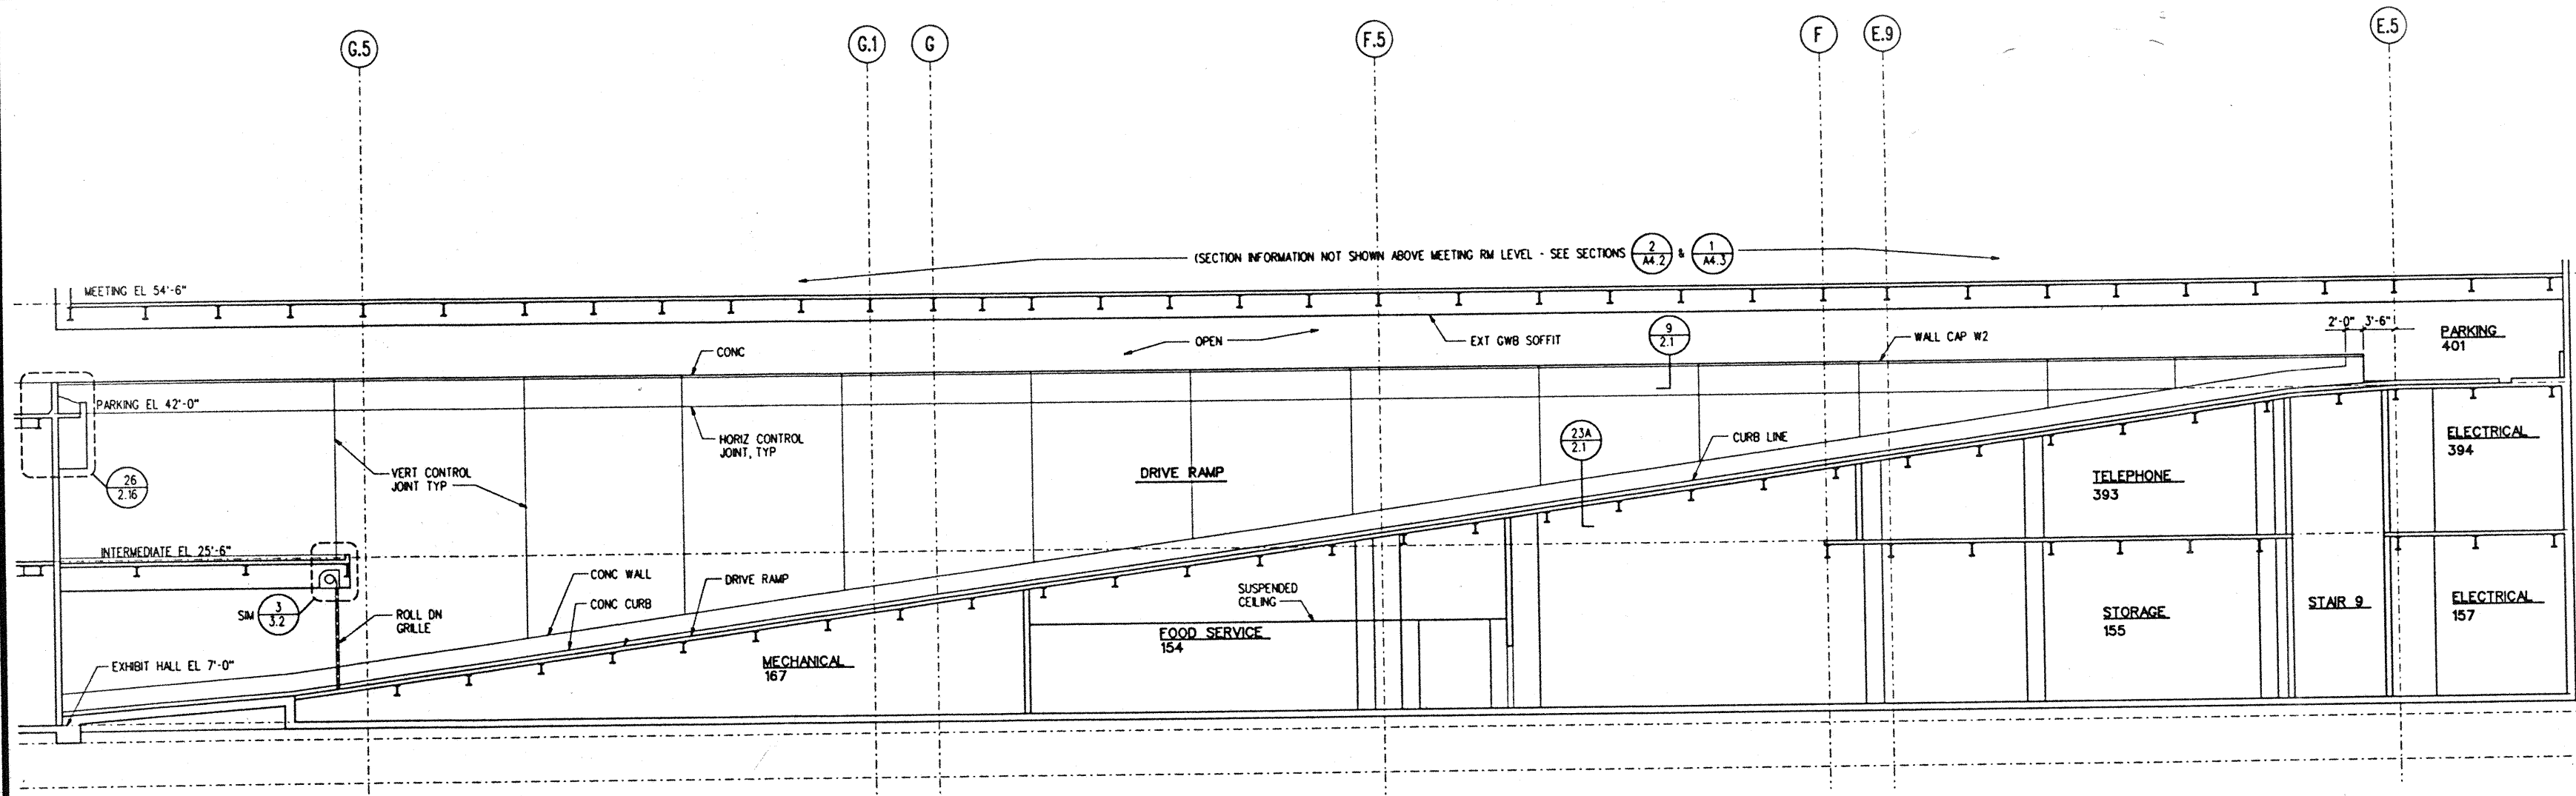 G.5
G.1
G
F.5
F
E.9
E.5
(SECTION INFORMATION NOT SHOWN ABOVE MEETING RM LEVEL - SEE SECTIONS 2 A4.2 & 1 A4.3
MEETING EL 54'-6"
CONC
OPEN
EXT GWB SOFFIT
9
2.1
WALL CAP W2
2'-0" 3'-6"
PARKING
401
PARKING EL 42'-0"
HORIZ CONTROL
JOINT, TYP
VERT CONTROL
JOINT TYP
26
2.16
DRIVE RAMP
23A
2.1
CURB LINE
TELEPHONE
393
ELECTRICAL
394
INTERMEDIATE EL 25'-6"
SIM 3
3.2
ROLL DN
GRILLE
CONC WALL
CONC CURB
DRIVE RAMP
SUSPENDED
CEILING
FOOD SERVICE
154
STORAGE
155
STAIR 9
ELECTRICAL
157
EXHIBIT HALL EL 7'-0"
MECHANICAL
167